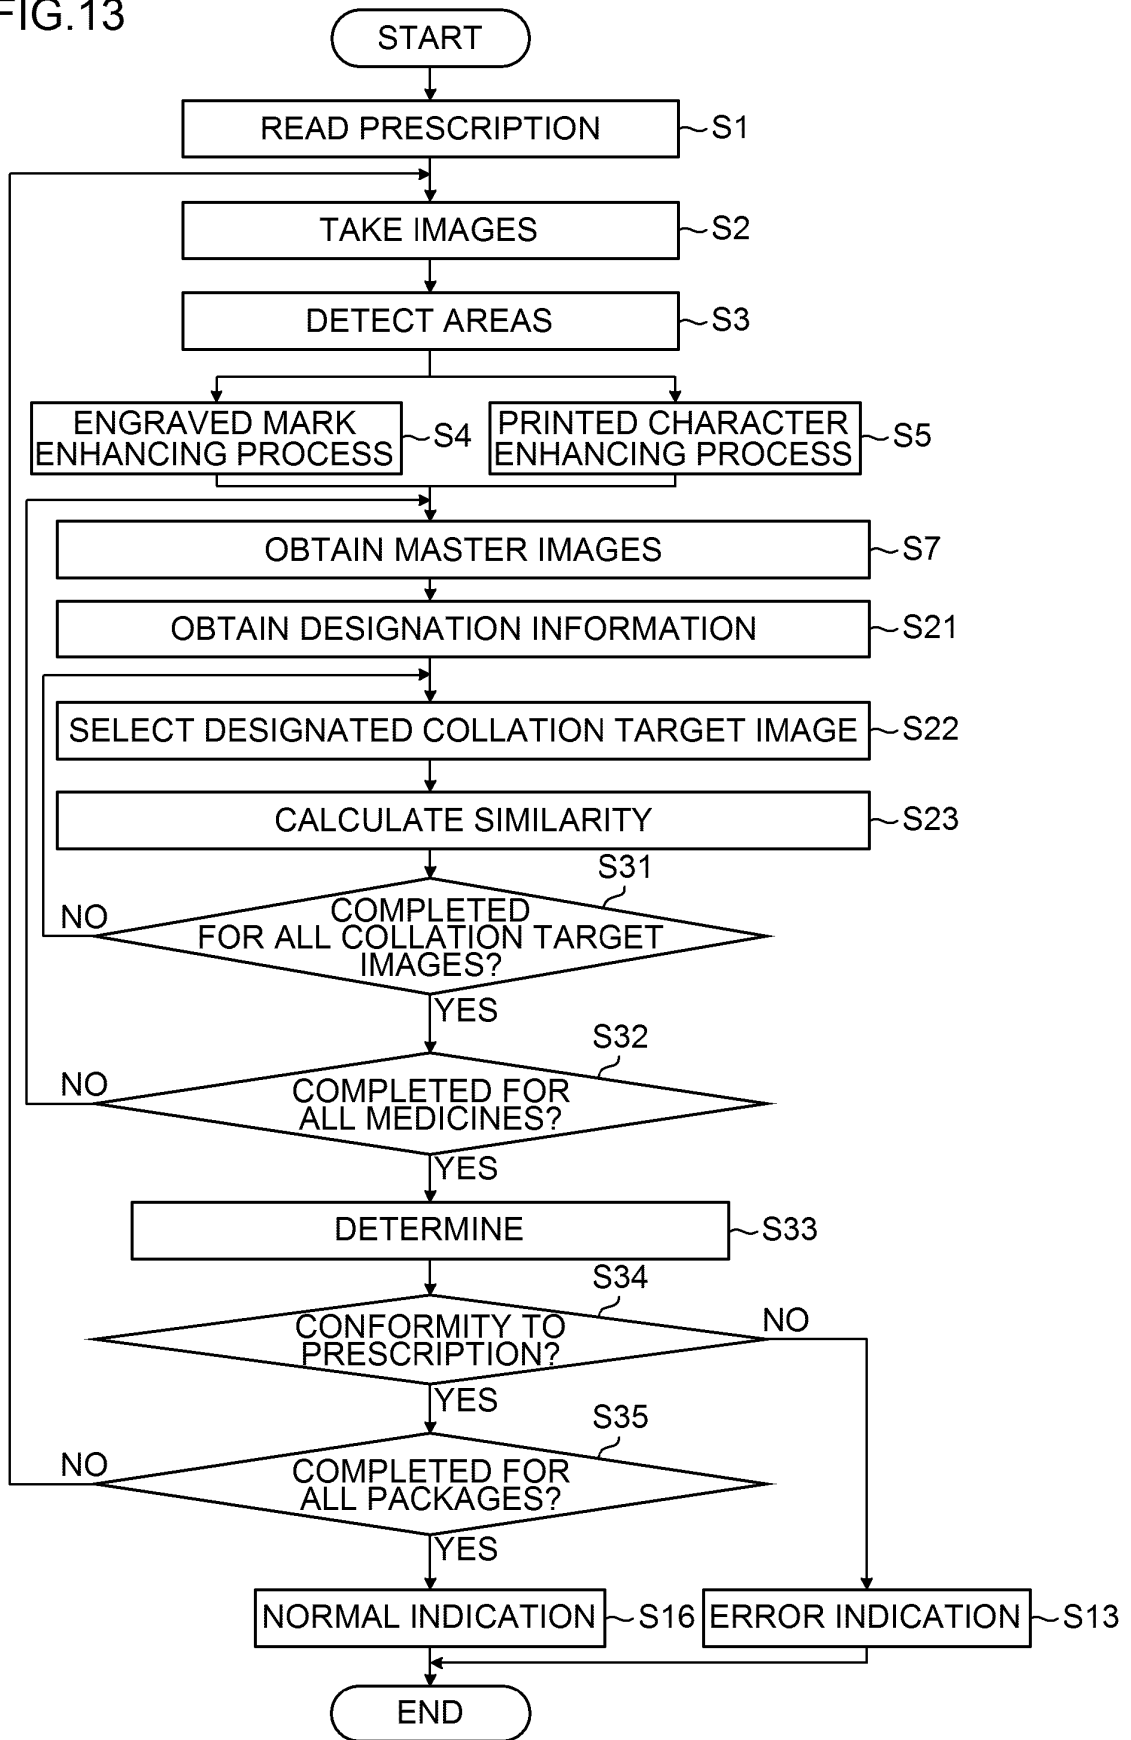 FIG.13
START
READ PRESCRIPTION
S1
TAKE IMAGES
S2
DETECT AREAS
S3
ENGRAVED MARK
ENHANCING PROCESS
S4
PRINTED CHARACTER
ENHANCING PROCESS
S5
OBTAIN MASTER IMAGES
S7
OBTAIN DESIGNATION INFORMATION
S21
SELECT DESIGNATED COLLATION TARGET IMAGE
S22
CALCULATE SIMILARITY
S23
S31
NO
COMPLETED
FOR ALL COLLATION TARGET
IMAGES?
YES
S32
NO
COMPLETED FOR
ALL MEDICINES?
YES
DETERMINE
S33
S34
CONFORMITY TO
PRESCRIPTION?
NO
YES
S35
NO
COMPLETED FOR
ALL PACKAGES?
YES
NORMAL INDICATION
S16
ERROR INDICATION
S13
END